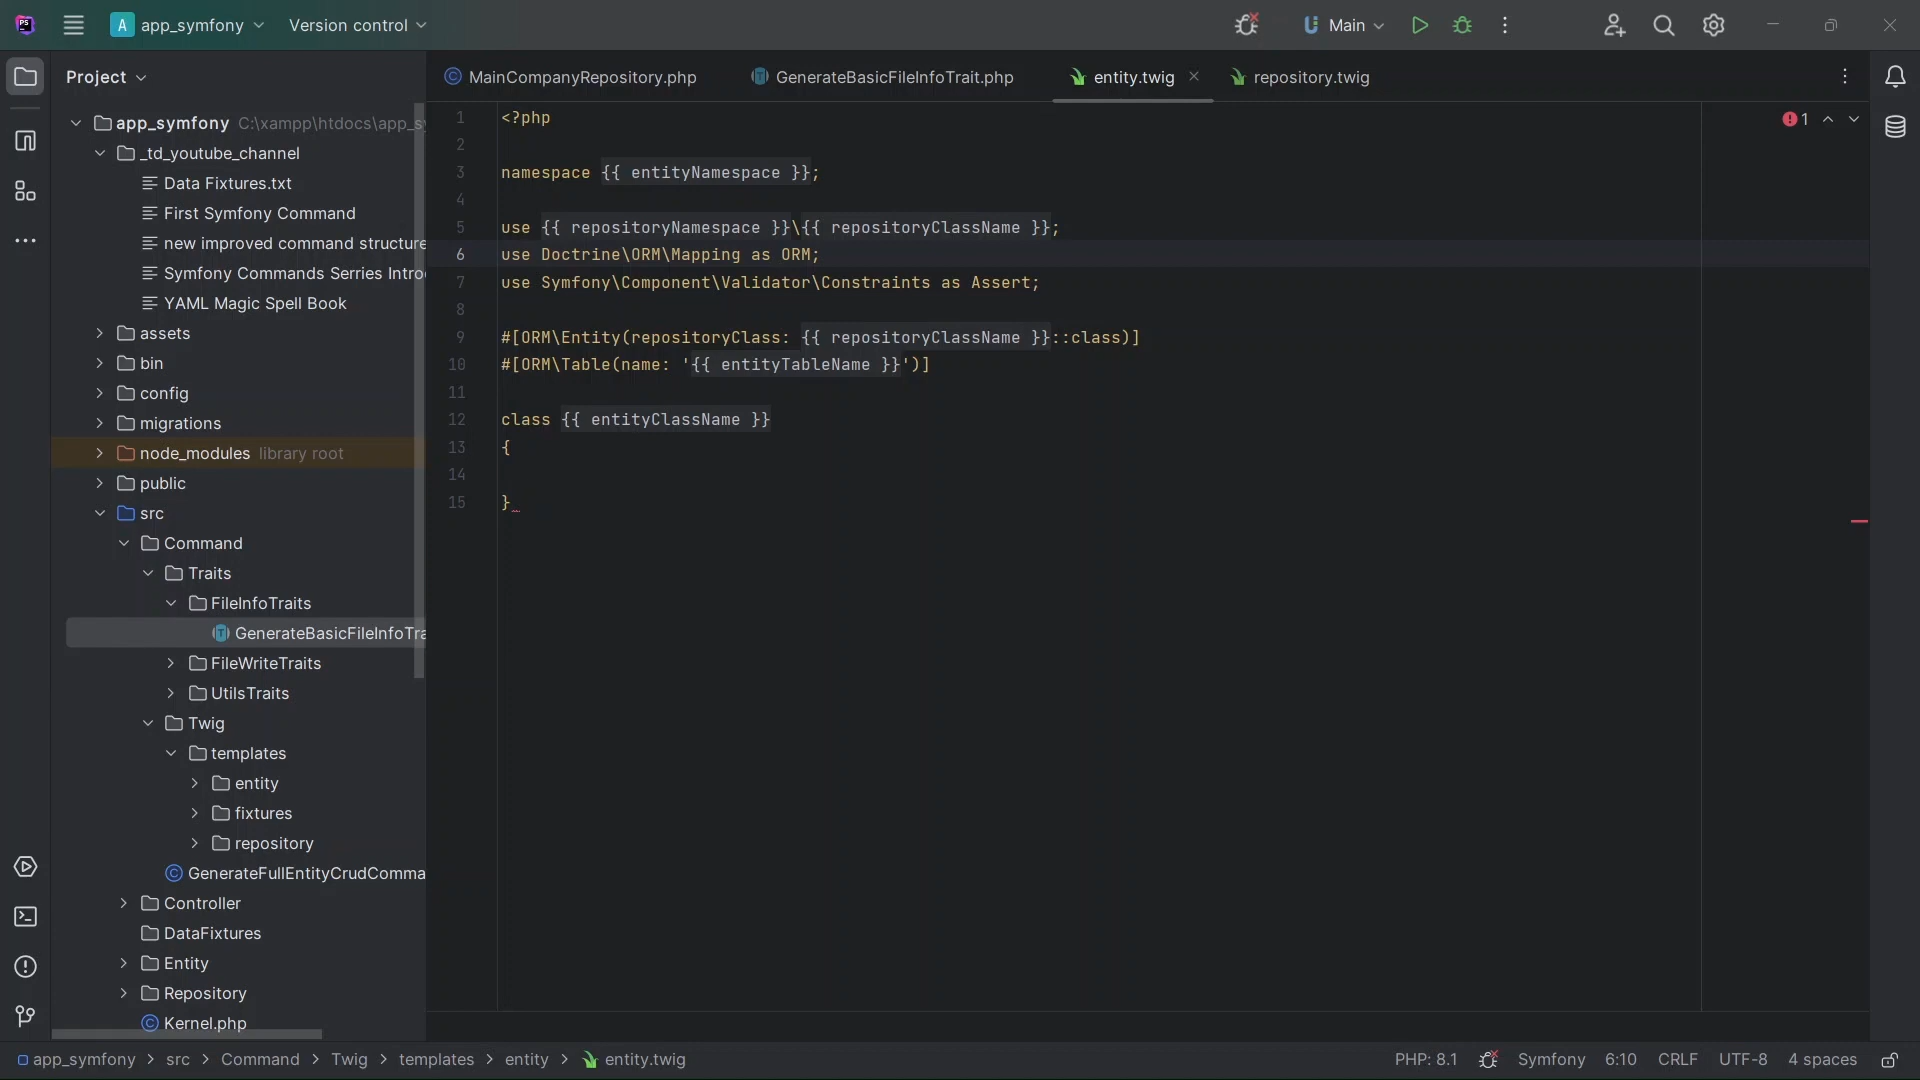 PS
A app_symfony
Version control
Main
Project
MainCompanyRepository.php
GenerateBasicFileInfoTrait.php
entity.twig
repository.twig
app_symfony C:\xampp\htdocs\app_s
_td_youtube_channel
Data Fixtures.txt
First Symfony Command
new improved command structure
Symfony Commands Serries Intro
YAML Magic Spell Book
assets
bin
config
migrations
node_modules library root
public
src
Command
Traits
FileInfoTraits
GenerateBasicFileInfoTra
FileWriteTraits
UtilsTraits
Twig
templates
entity
fixtures
repository
GenerateFullEntityCrudComma
Controller
DataFixtures
Entity
Repository
Kernel.php
1 <?php
2
3 namespace {{ entityNamespace }};
4
5 use {{ repositoryNamespace }}\{{ repositoryClassName }};
6 use Doctrine\ORM\Mapping as ORM;
7 use Symfony\Component\Validator\Constraints as Assert;
8
9 #[ORM\Entity(repositoryClass: {{ repositoryClassName }}::class)]
10 #[ORM\Table(name: '{{ entityTableName }}')]
11
12 class {{ entityClassName }}
13 {
14
15 }
1
app_symfony > src > Command > Twig > templates > entity > entity.twig
PHP: 8.1 Symfony 6:10 CRLF UTF-8 4 spaces